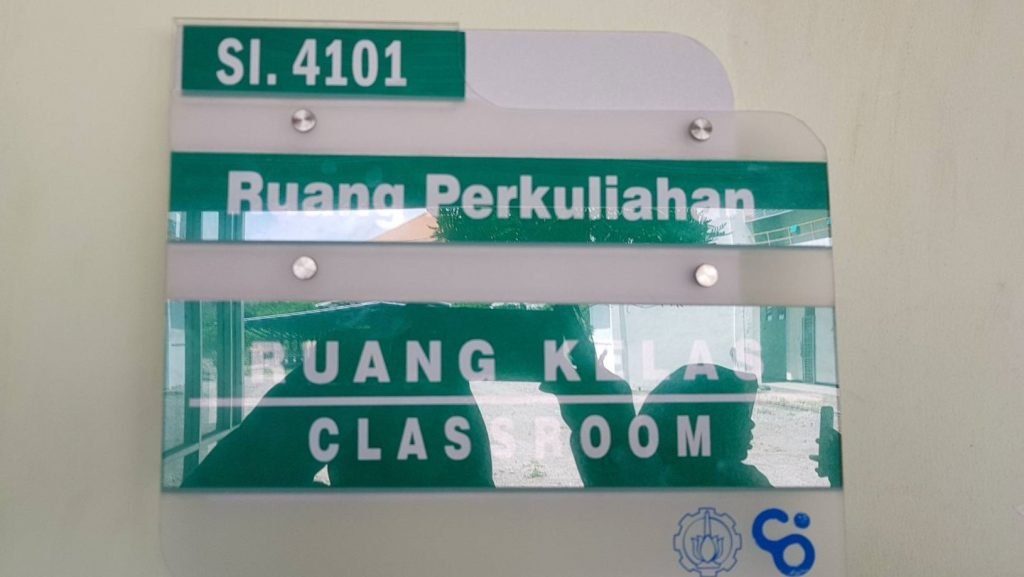 SI. 4101
Ruang Perkuliahan
RUANG KELAS
CLASSROOM